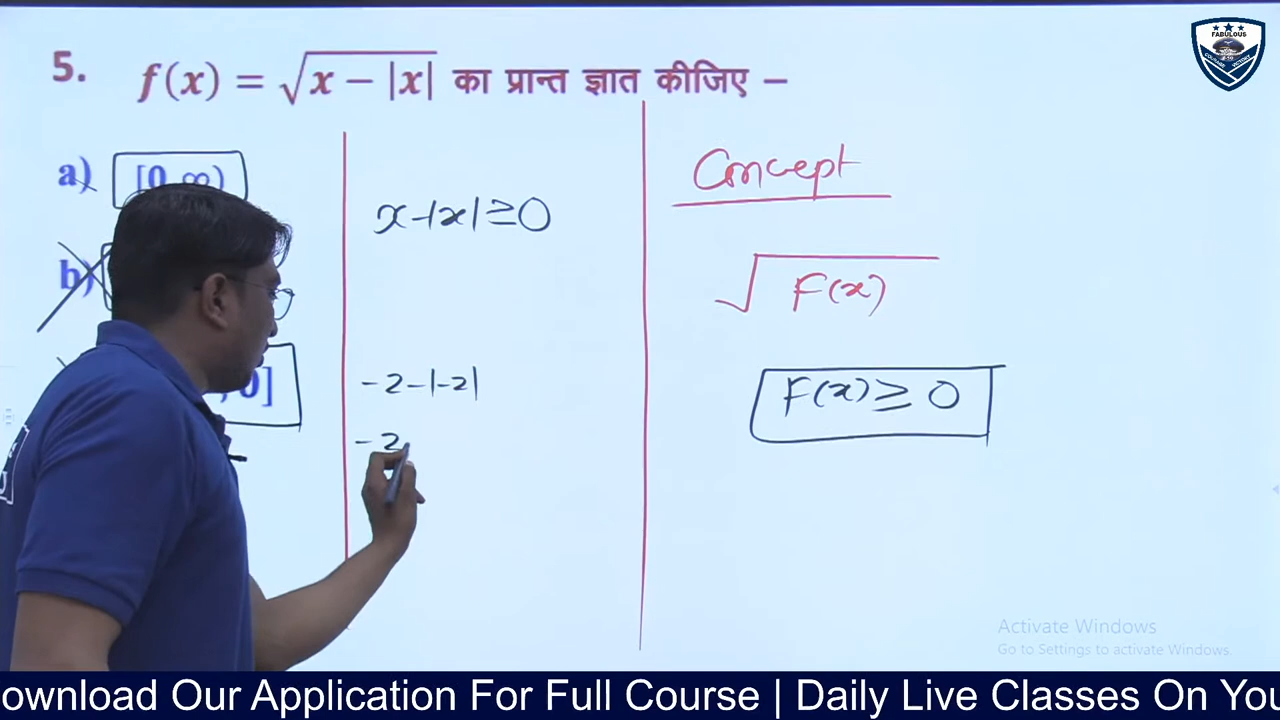 5. f(x) = √x − |x| का प्रान्त ज्ञात कीजिए −
a) [0, ∞)
b)
0]
x-|x| ≥ 0
-2-|-2|
-2
Concept
√F(x)
F(x) ≥ 0
FABULOUS
Activate Windows
Go to Settings to activate Windows.
ownload Our Application For Full Course | Daily Live Classes On You